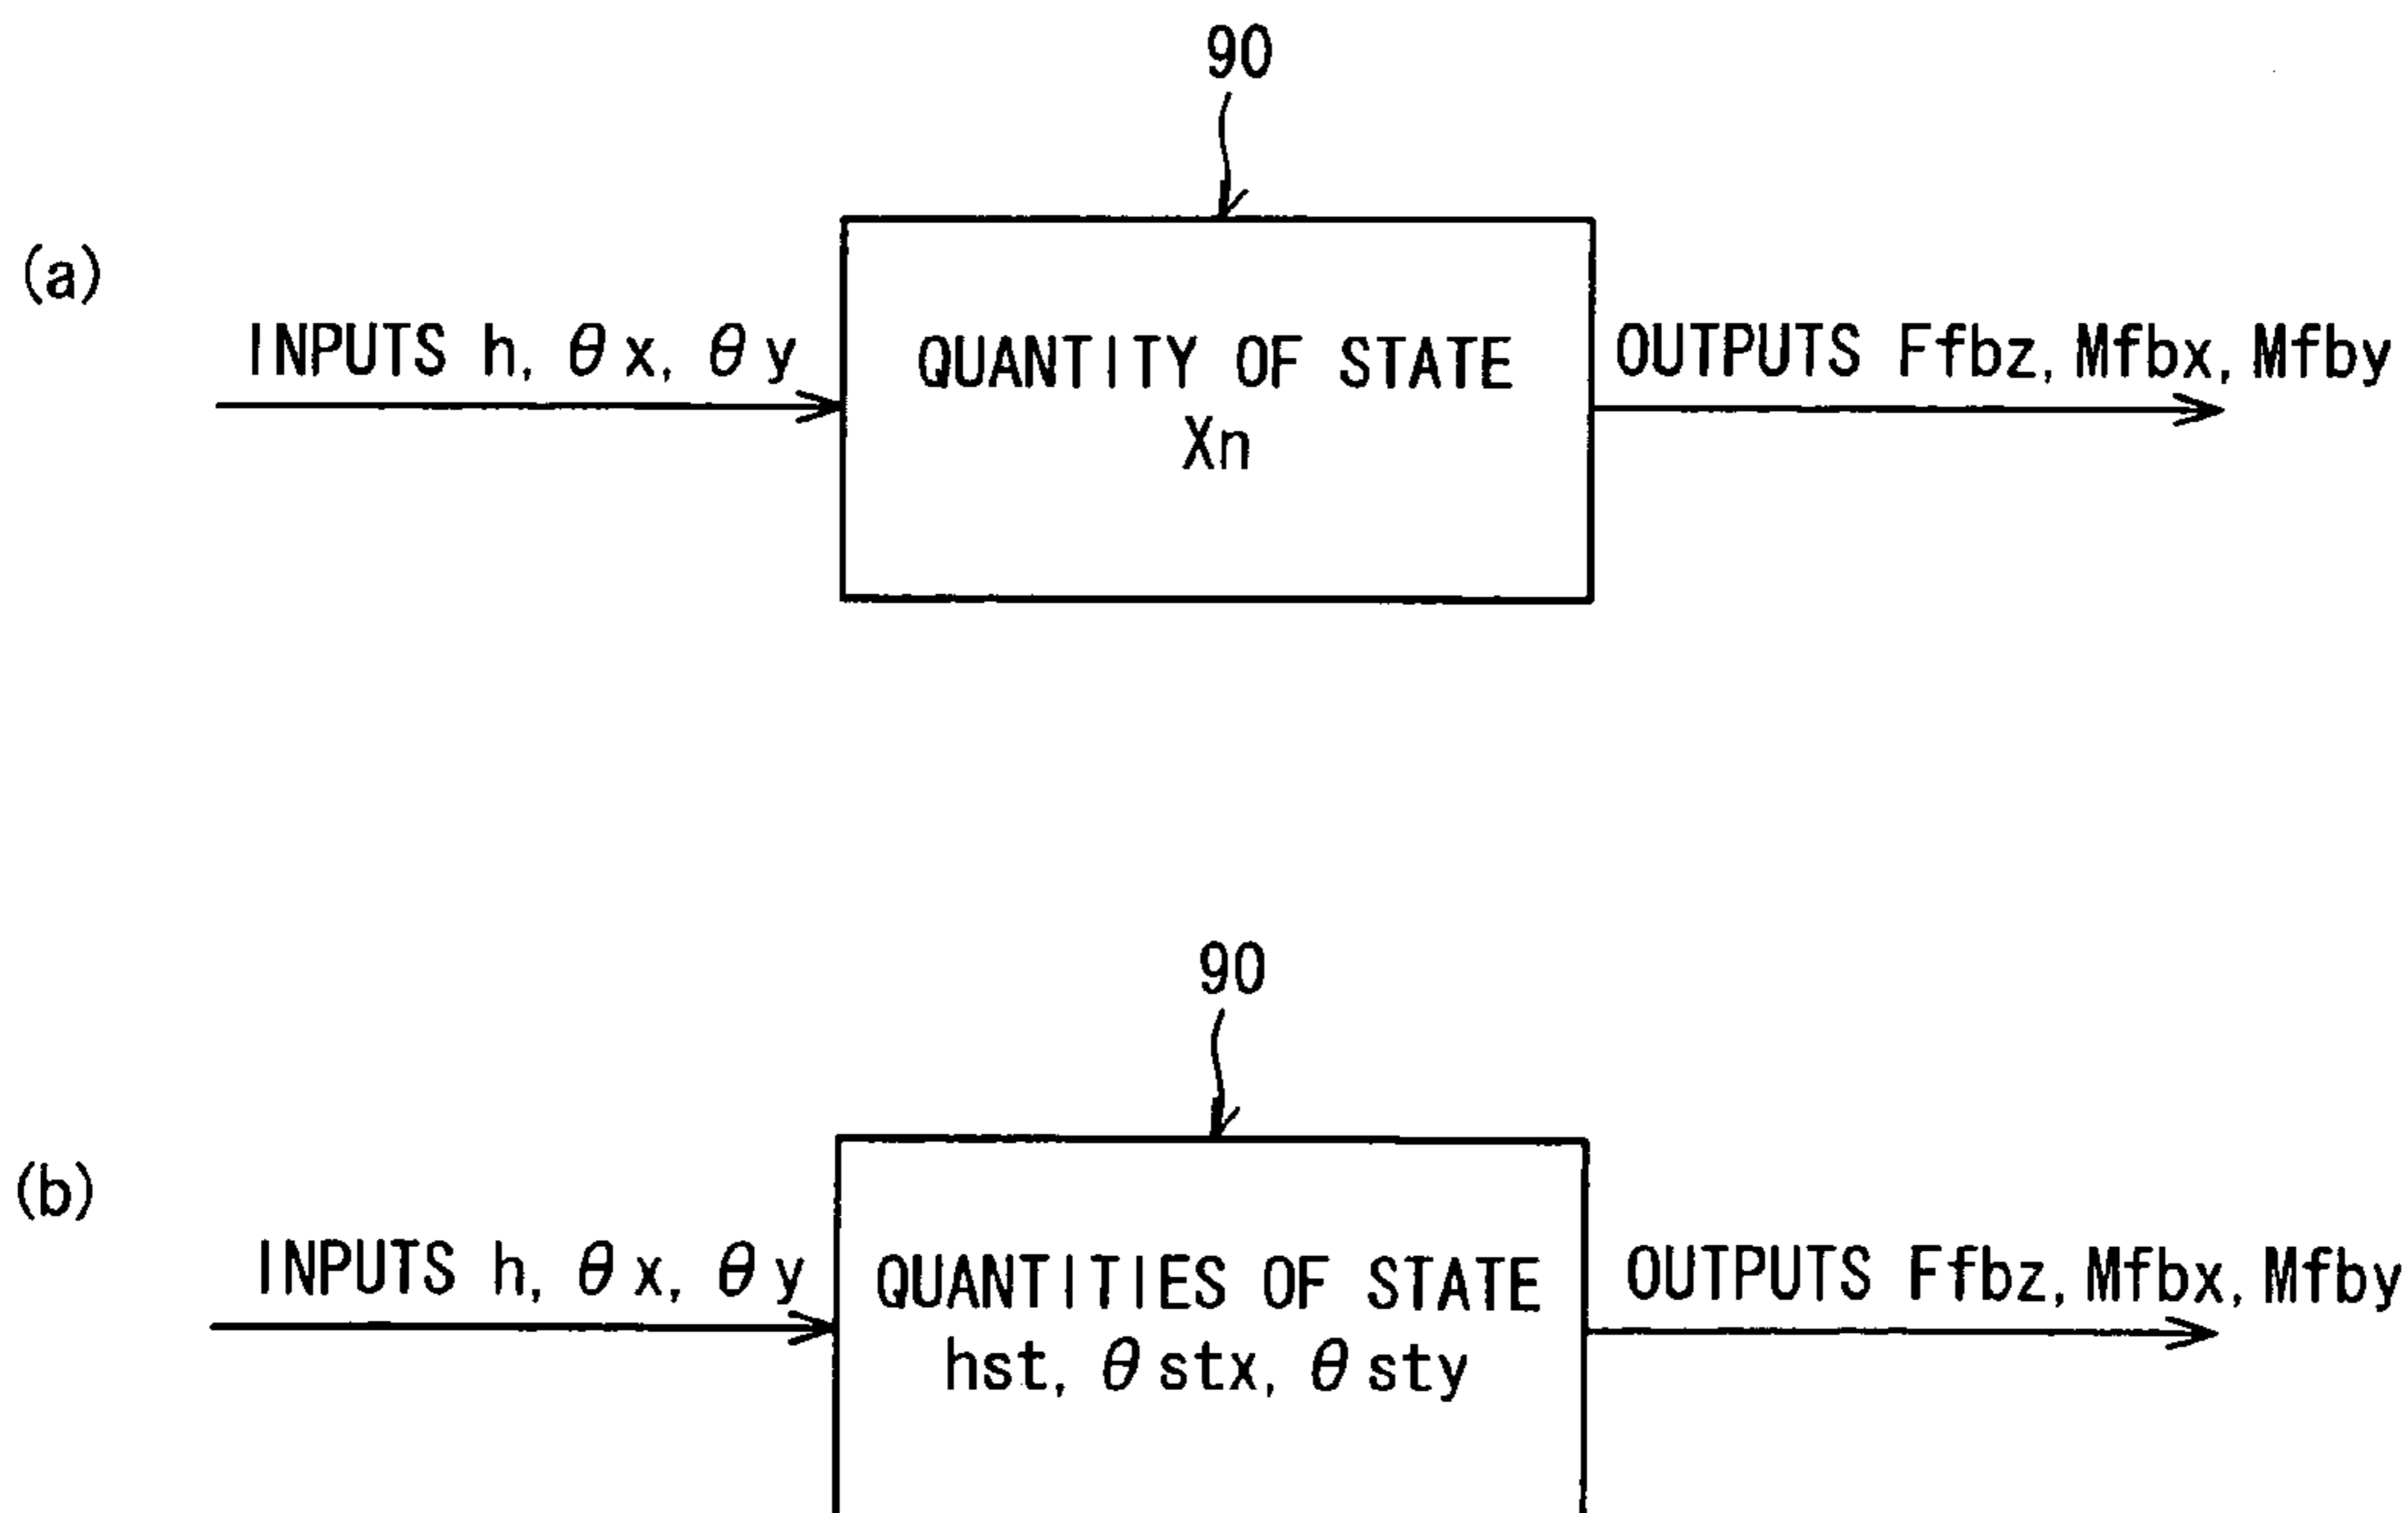 90
(a)
INPUTS h, θx, θy
QUANTITY OF STATE
Xn
OUTPUTS Ffbz, Mfbx, Mfby
90
(b)
INPUTS h, θx, θy
QUANTITIES OF STATE
hst, θstx, θsty
OUTPUTS Ffbz, Mfbx, Mfby